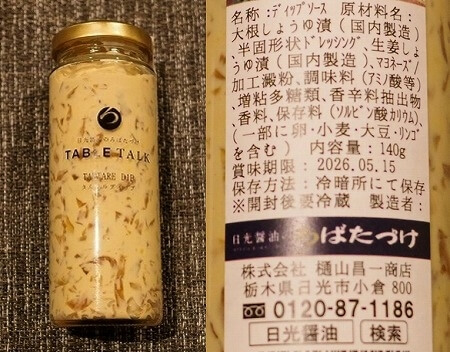 TABLE TALK
TARTARE DIP
名称:ディップソース 原材料名:
大根しょうゆ漬(国内製造)
、半固形状ドレッシング、生姜し
ょうゆ漬(国内製造)、マヨネーズ/
加工澱粉、調味料(アミノ酸等)
、増粘多糖類、香辛料抽出物
、香料、保存料(ソルビン酸カリウム)、
(一部に卵・小麦・大豆・リンゴ
を含む) 内容量:140g
賞味期限:2026.05.15
保存方法:冷暗所にて保存
※開封後要冷蔵 製造者:
日光醤油 ろばたづけ
株式会社 樋山昌一商店
栃木県日光市小倉800
0120-87-1186
日光醤油 検索